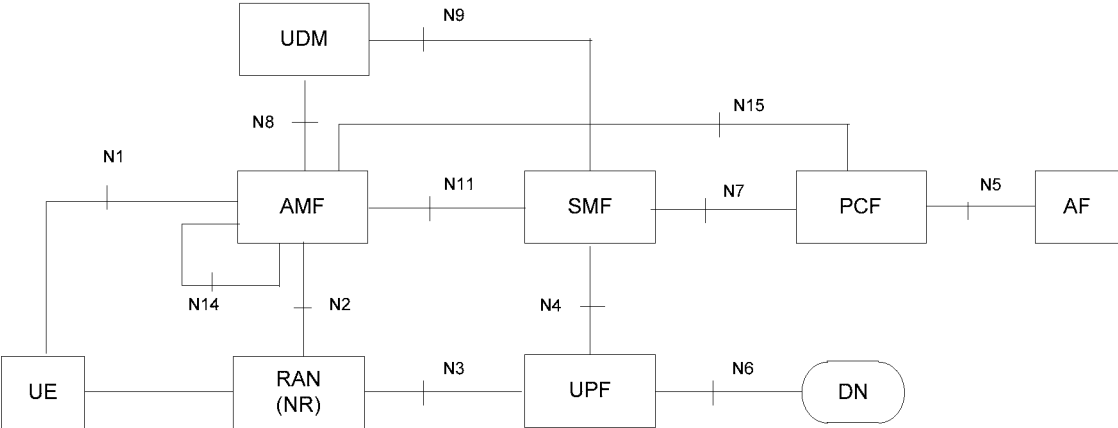 N9
UDM
N15
N8
N1
N11
N7
N5
AMF
SMF
PCF
AF
N14
N2
N4
N3
N6
UE
RAN
(NR)
UPF
DN